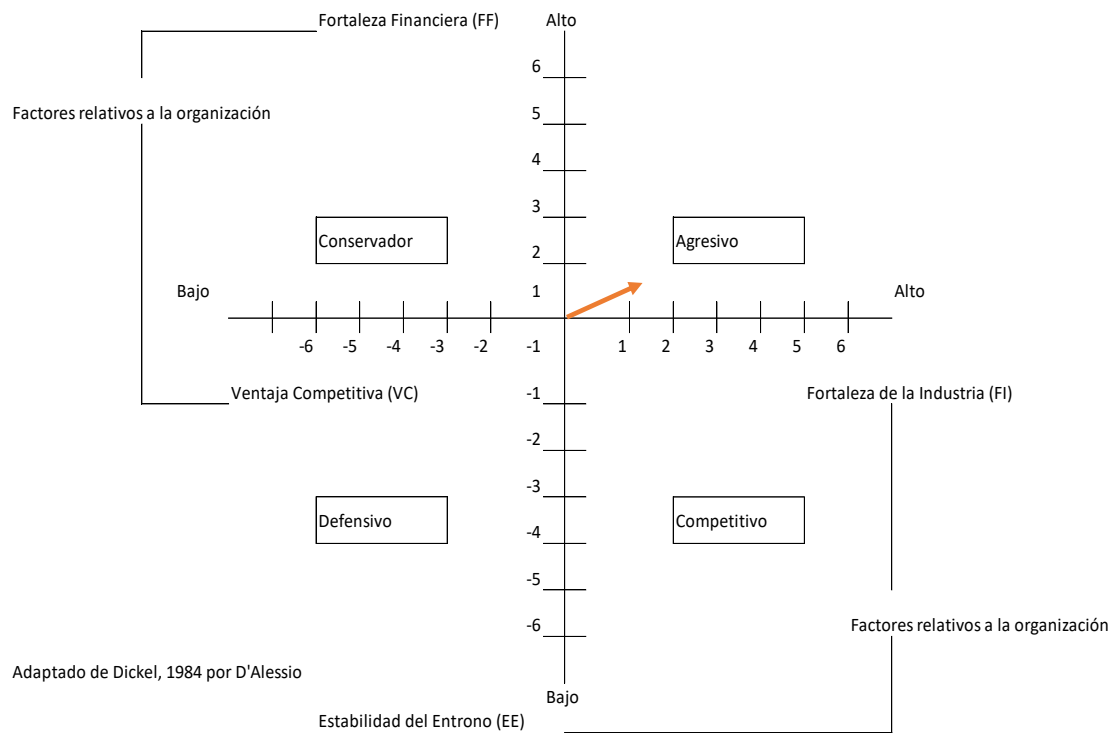 Fortaleza Financiera (FF)
Alto
6
Factores relativos a la organización
5
4
3
Conservador
Agresivo
2
Bajo
1
Alto
-6 -5 -4 -3 -2 -1 1 2 3 4 5 6
Ventaja Competitiva (VC)
-1
Fortaleza de la Industria (FI)
-2
-3
Defensivo
Competitivo
-4
-5
-6
Factores relativos a la organización
Adaptado de Dickel, 1984 por D'Alessio
Bajo
Estabilidad del Entrono (EE)